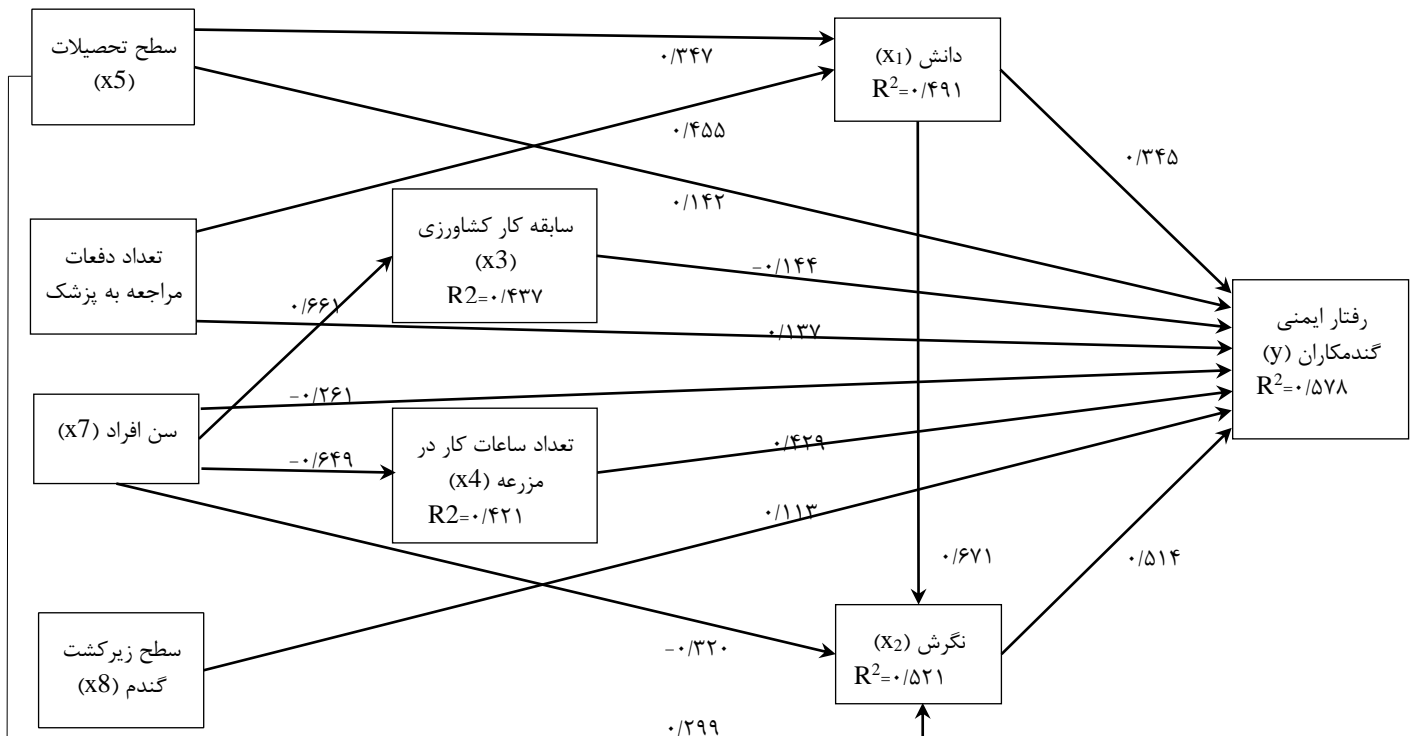 سطح تحصیلات
(x5)
۰/۳۴۷
دانش (x1)
R2=۰/۴۹۱
۰/۴۵۵
۰/۳۴۵
۰/۱۴۲
تعداد دفعات
مراجعه به پزشک
سابقه کار کشاورزی
(x3)
R2=۰/۴۳۷
-۰/۱۴۴
۰/۶۶۱
۰/۱۳۷
رفتار ایمنی
گندمکاران (y)
R2=۰/۵۷۸
سن افراد (x7)
-۰/۲۶۱
-۰/۶۴۹
تعداد ساعات کار در
مزرعه (x4)
R2=۰/۴۲۱
۰/۴۲۹
۰/۱۱۳
۰/۶۷۱
۰/۵۱۴
سطح زیرکشت
گندم (x8)
-۰/۳۲۰
نگرش (x2)
R2=۰/۵۲۱
۰/۲۹۹